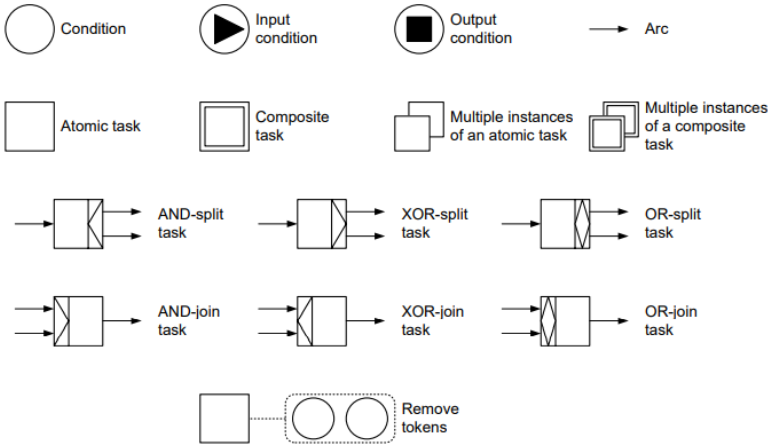 Condition
Input
condition
Output
condition
Arc
Atomic task
Composite
task
Multiple instances
of an atomic task
Multiple instances
of a composite
task
AND-split
task
XOR-split
task
OR-split
task
AND-join
task
XOR-join
task
OR-join
task
Remove
tokens